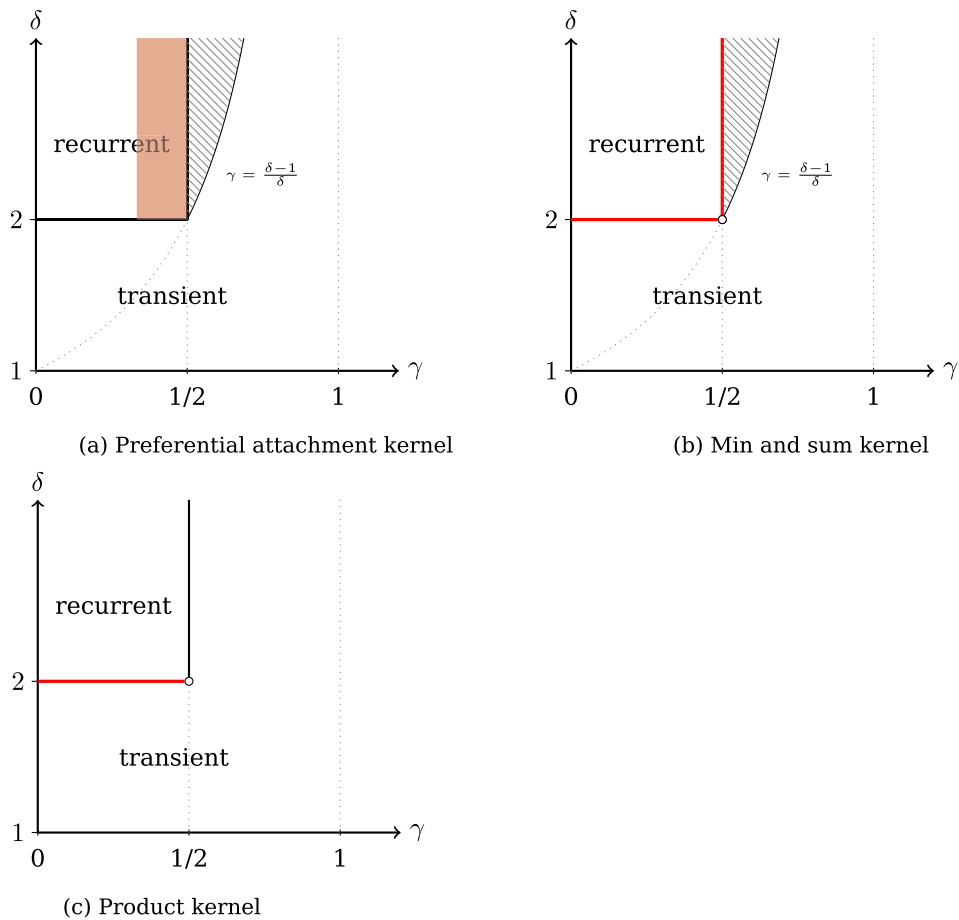 δ
recurrent
γ = δ−1/δ
2
transient
1
γ
0
1/2
1
(a) Preferential attachment kernel
δ
recurrent
γ = δ−1/δ
2
transient
1
γ
0
1/2
1
(b) Min and sum kernel
δ
recurrent
2
transient
1
γ
0
1/2
1
(c) Product kernel